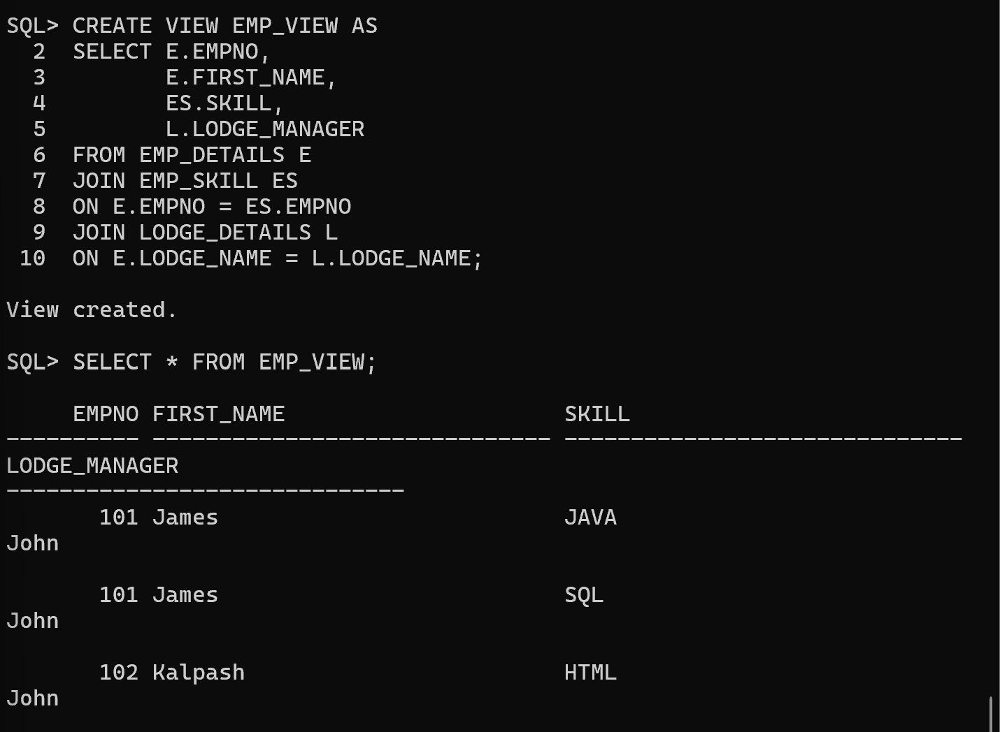 SQL> CREATE VIEW EMP_VIEW AS
  2  SELECT E.EMPNO,
  3         E.FIRST_NAME,
  4         ES.SKILL,
  5         L.LODGE_MANAGER
  6  FROM EMP_DETAILS E
  7  JOIN EMP_SKILL ES
  8  ON E.EMPNO = ES.EMPNO
  9  JOIN LODGE_DETAILS L
 10  ON E.LODGE_NAME = L.LODGE_NAME;

View created.

SQL> SELECT * FROM EMP_VIEW;

     EMPNO FIRST_NAME                     SKILL
---------- ------------------------------ ------------------------------
LODGE_MANAGER
------------------------------
       101 James                          JAVA
John

       101 James                          SQL
John

       102 Kalpash                        HTML
John